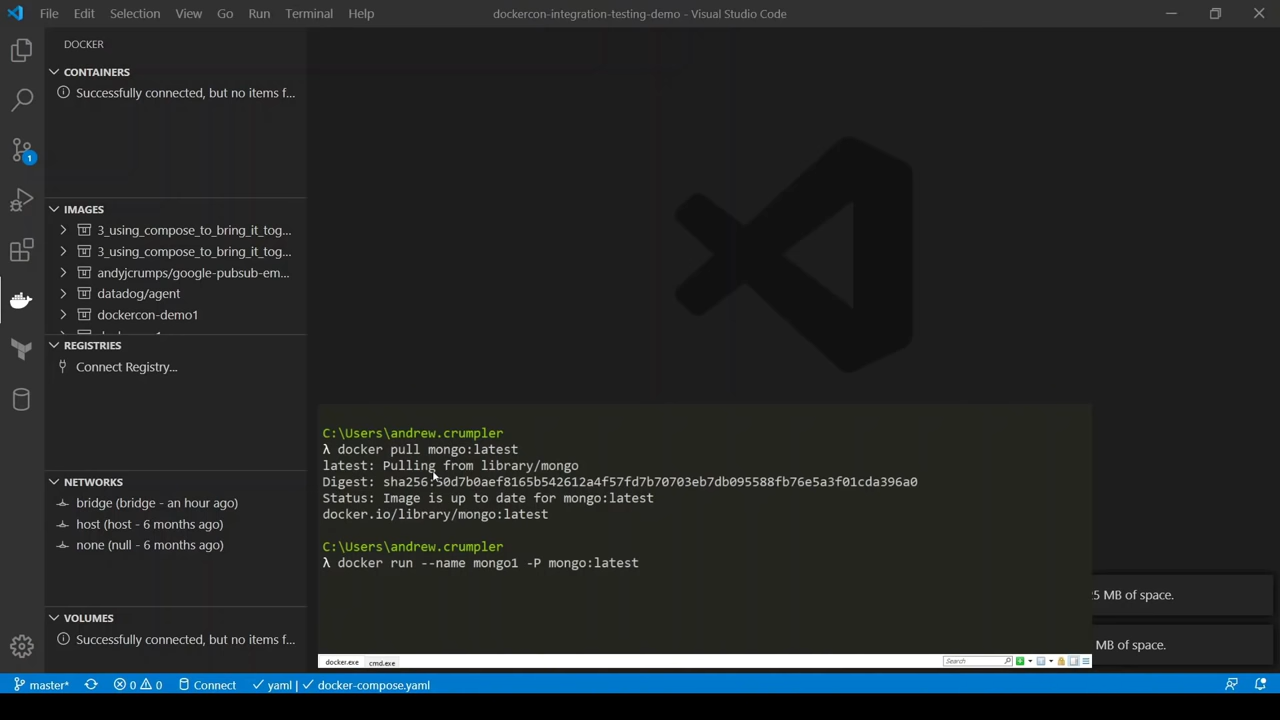 File Edit Selection View Go Run Terminal Help dockercon-integration-testing-demo - Visual Studio Code
DOCKER
CONTAINERS
Successfully connected, but no items f...
1
IMAGES
3_using_compose_to_bring_it_tog...
3_using_compose_to_bring_it_tog...
andyjcrumps/google-pubsub-em...
datadog/agent
dockercon-demo1
REGISTRIES
Connect Registry...
NETWORKS
bridge (bridge - an hour ago)
host (host - 6 months ago)
none (null - 6 months ago)
VOLUMES
Successfully connected, but no items f...
C:\Users\andrew.crumpler
λ docker pull mongo:latest
latest: Pulling from library/mongo
Digest: sha256:50d7b0aef8165b542612a4f57fd7b70703eb7db095588fb76e5a3f01cda396a0
Status: Image is up to date for mongo:latest
docker.io/library/mongo:latest
C:\Users\andrew.crumpler
λ docker run --name mongo1 -P mongo:latest
5 MB of space.
MB of space.
docker.exe cmd.exe Search
master* 0 0 Connect yaml | docker-compose.yaml